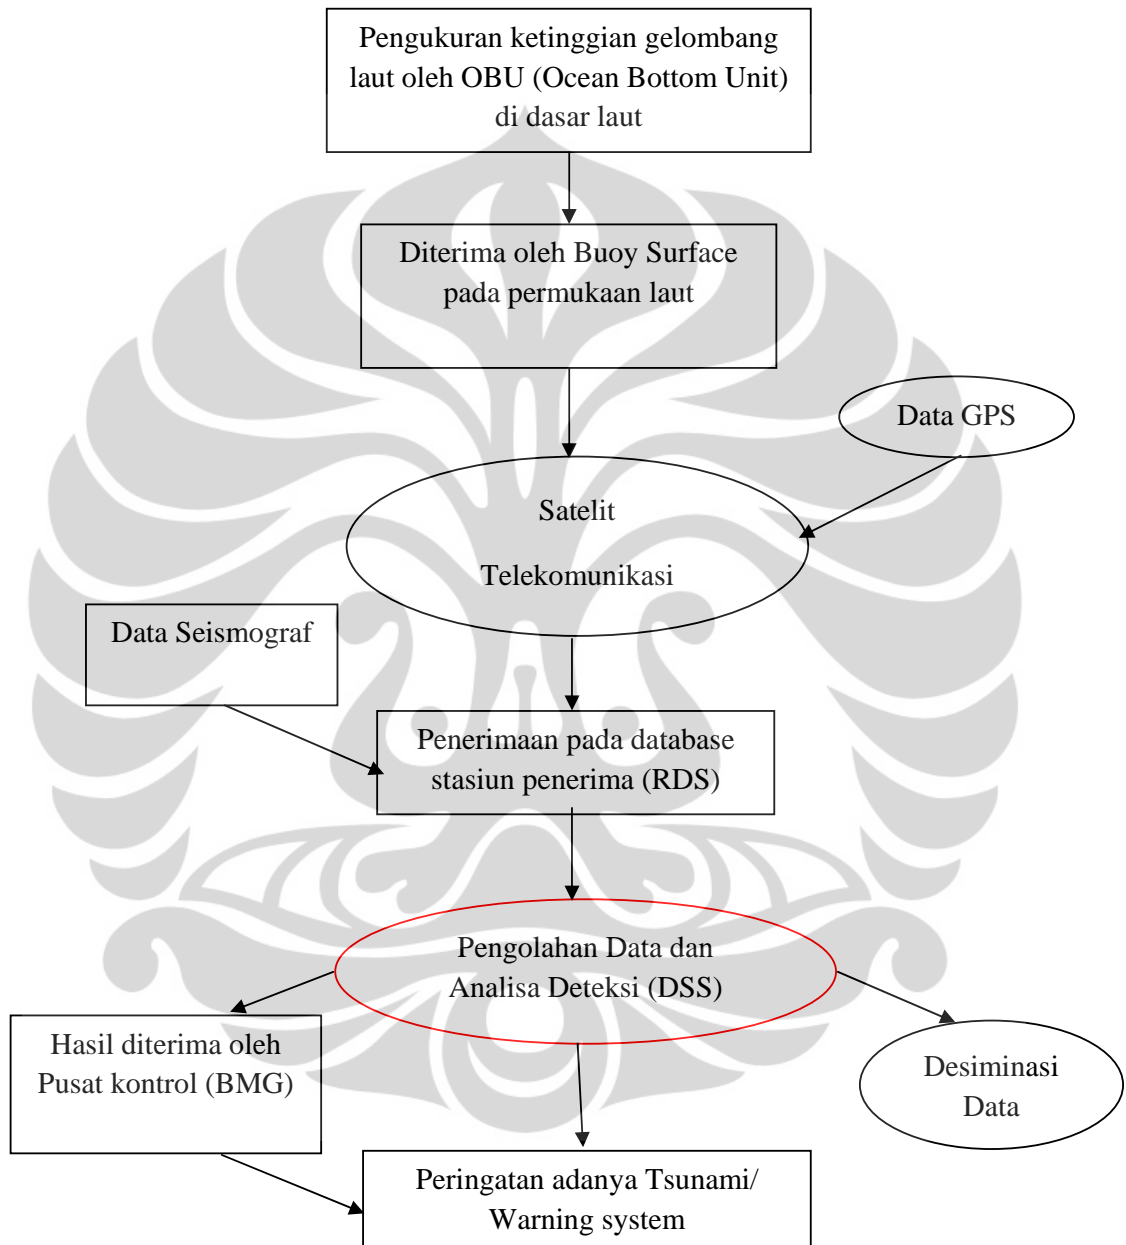 Pengukuran ketinggian gelombang
laut oleh OBU (Ocean Bottom Unit)
di dasar laut
Diterima oleh Buoy Surface
pada permukaan laut
Data GPS
Satelit
Telekomunikasi
Data Seismograf
Penerimaan pada database
stasiun penerima (RDS)
Pengolahan Data dan
Analisa Deteksi (DSS)
Hasil diterima oleh
Pusat kontrol (BMG)
Desiminasi
Data
Peringatan adanya Tsunami/
Warning system